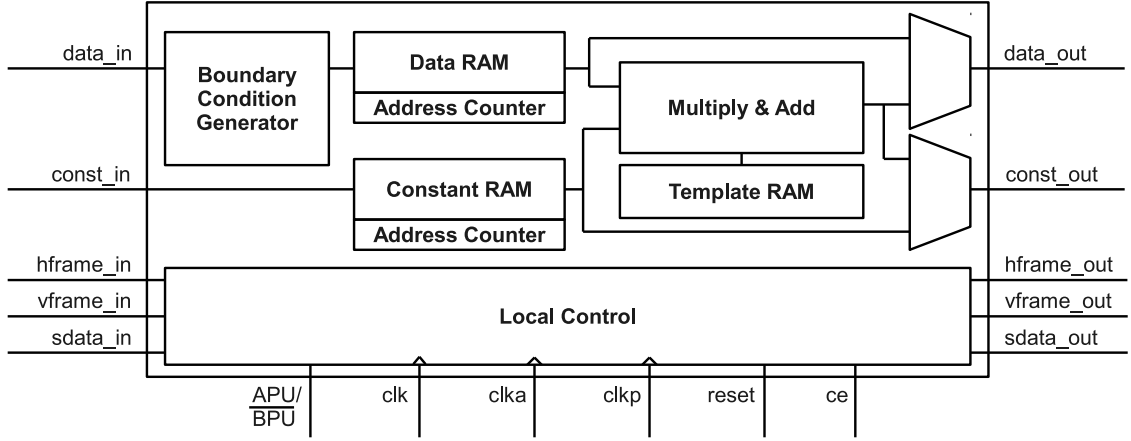 data_in
Boundary
Condition
Generator
Data RAM
Address Counter
Multiply & Add
data_out
const_in
Constant RAM
Address Counter
Template RAM
const_out
hframe_in
vframe_in
sdata_in
Local Control
hframe_out
vframe_out
sdata_out
APU/
BPU
clk
clka
clkp
reset
ce